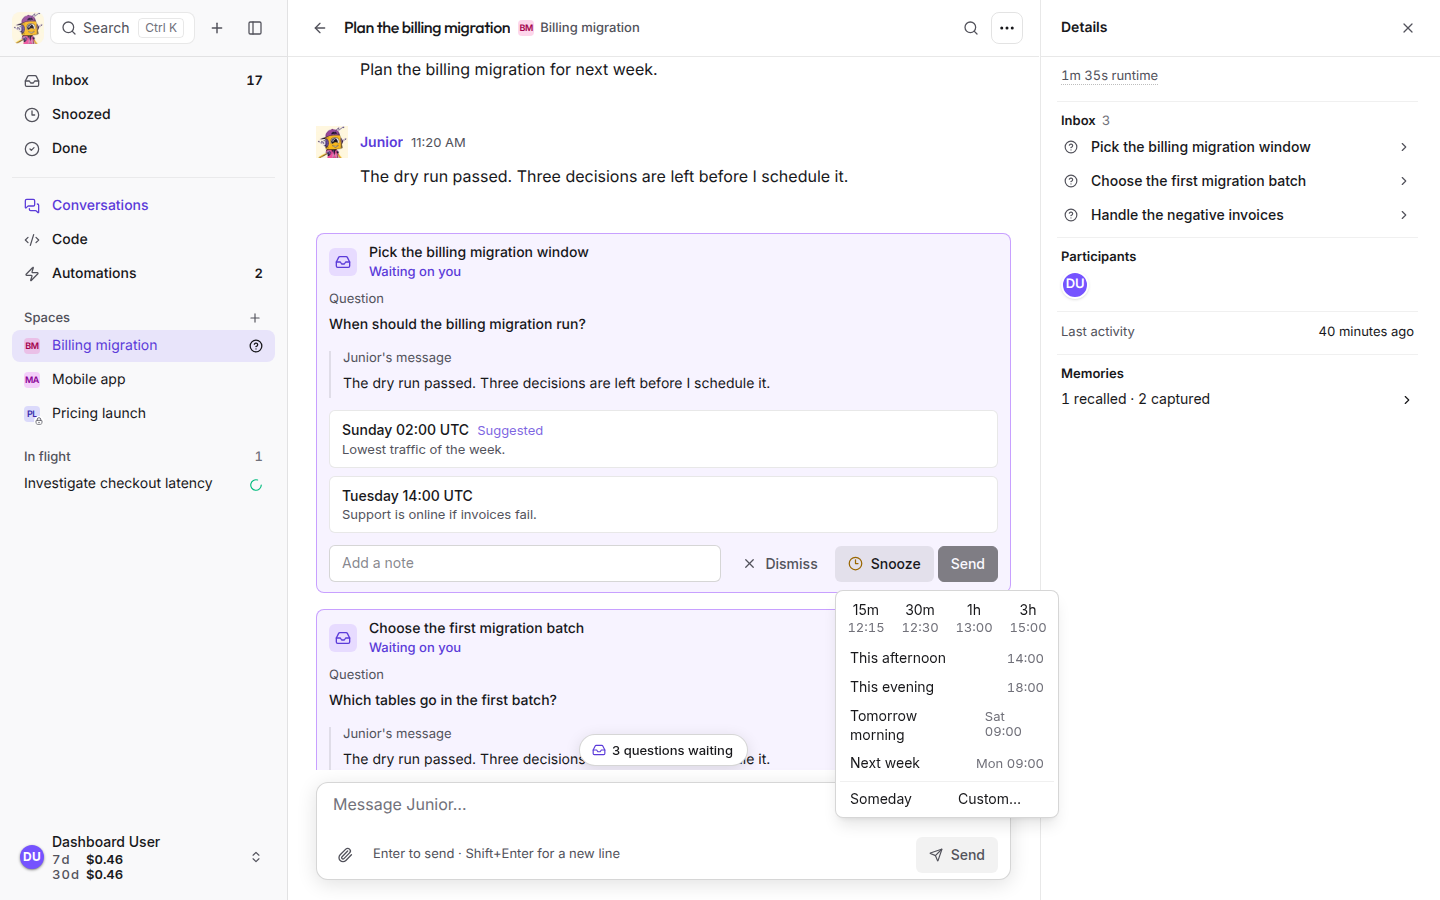 Search Ctrl K
Inbox 17
Snoozed
Done
Conversations
Code
Automations 2
Spaces
BM Billing migration
MA Mobile app
PL Pricing launch
In flight 1
Investigate checkout latency
DU Dashboard User
7d $0.46
30d $0.46
Plan the billing migration BM Billing migration
Plan the billing migration for next week.
Junior 11:20 AM
The dry run passed. Three decisions are left before I schedule it.
Pick the billing migration window
Waiting on you
Question
When should the billing migration run?
Junior's message
The dry run passed. Three decisions are left before I schedule it.
Sunday 02:00 UTC Suggested
Lowest traffic of the week.
Tuesday 14:00 UTC
Support is online if invoices fail.
Add a note Dismiss Snooze Send
15m 30m 1h 3h
12:15 12:30 13:00 15:00
This afternoon 14:00
This evening 18:00
Tomorrow morning Sat 09:00
Next week Mon 09:00
Someday Custom...
Choose the first migration batch
Waiting on you
Question
Which tables go in the first batch?
Junior's message
The dry run passed. Three decisions le it.
3 questions waiting
Message Junior...
Enter to send · Shift+Enter for a new line Send
Details
1m 35s runtime
Inbox 3
Pick the billing migration window
Choose the first migration batch
Handle the negative invoices
Participants
DU
Last activity 40 minutes ago
Memories
1 recalled · 2 captured